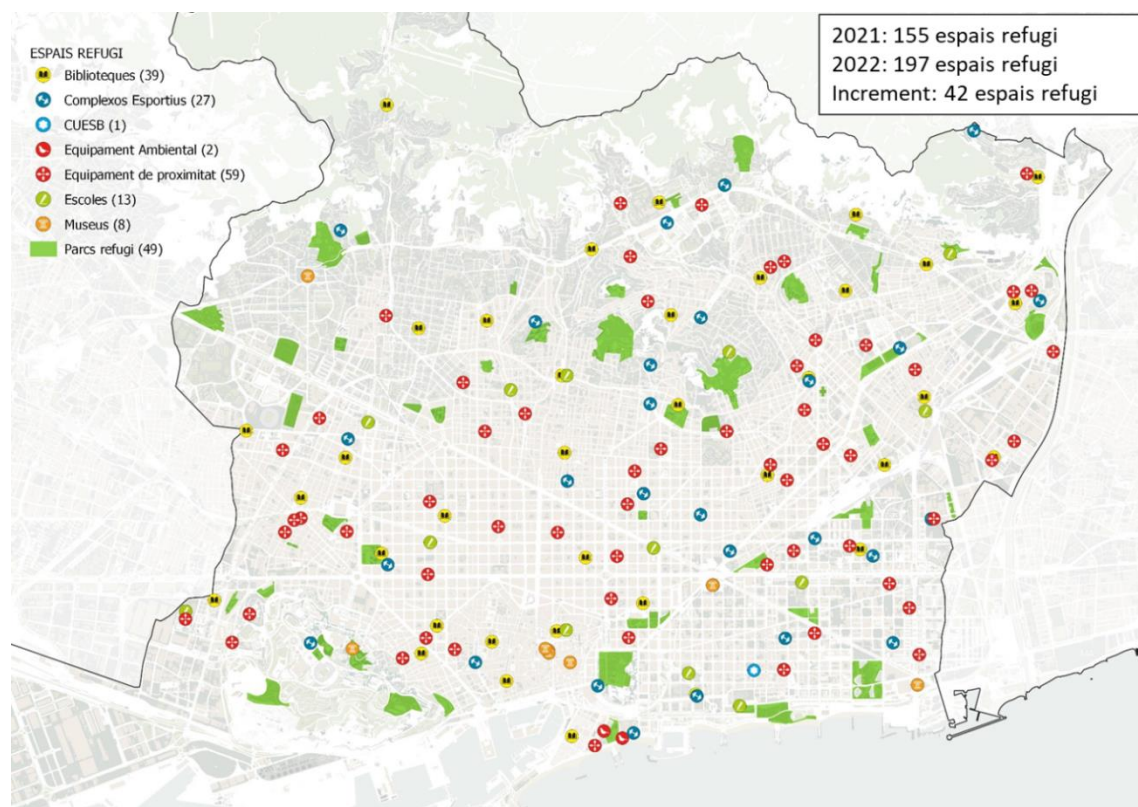 ESPAIS REFUGI
Biblioteques (39)
Complexos Esportius (27)
CUESB (1)
Equipament Ambiental (2)
Equipament de proximitat (59)
Escoles (13)
Museus (8)
Parcs refugi (49)
2021: 155 espais refugi
2022: 197 espais refugi
Increment: 42 espais refugi